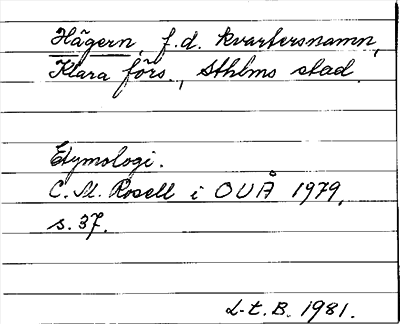 Hägern, f.d. kvartersnamn,
Klara förs., Sthlms stad.
Etymologi.
C. M. Rosell i OUÅ 1979,
s. 37.
L-t. B. 1981.